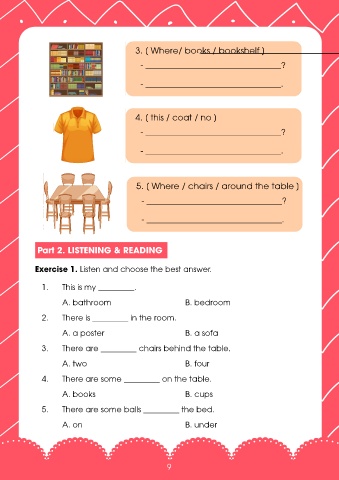 3. ( Where/ books / bookshelf )
- ______________________________?
- ______________________________.
4. ( this / coat / no )
- ______________________________?
- ______________________________.
5. ( Where / chairs / around the table )
- ______________________________?
- ______________________________.
Part 2. LISTENING & READING
Exercise 1. Listen and choose the best answer.
1. This is my ________.
A. bathroom B. bedroom
2. There is ________ in the room.
A. a poster B. a sofa
3. There are ________ chairs behind the table.
A. two B. four
4. There are some ________ on the table.
A. books B. cups
5. There are some balls ________ the bed.
A. on B. under
9